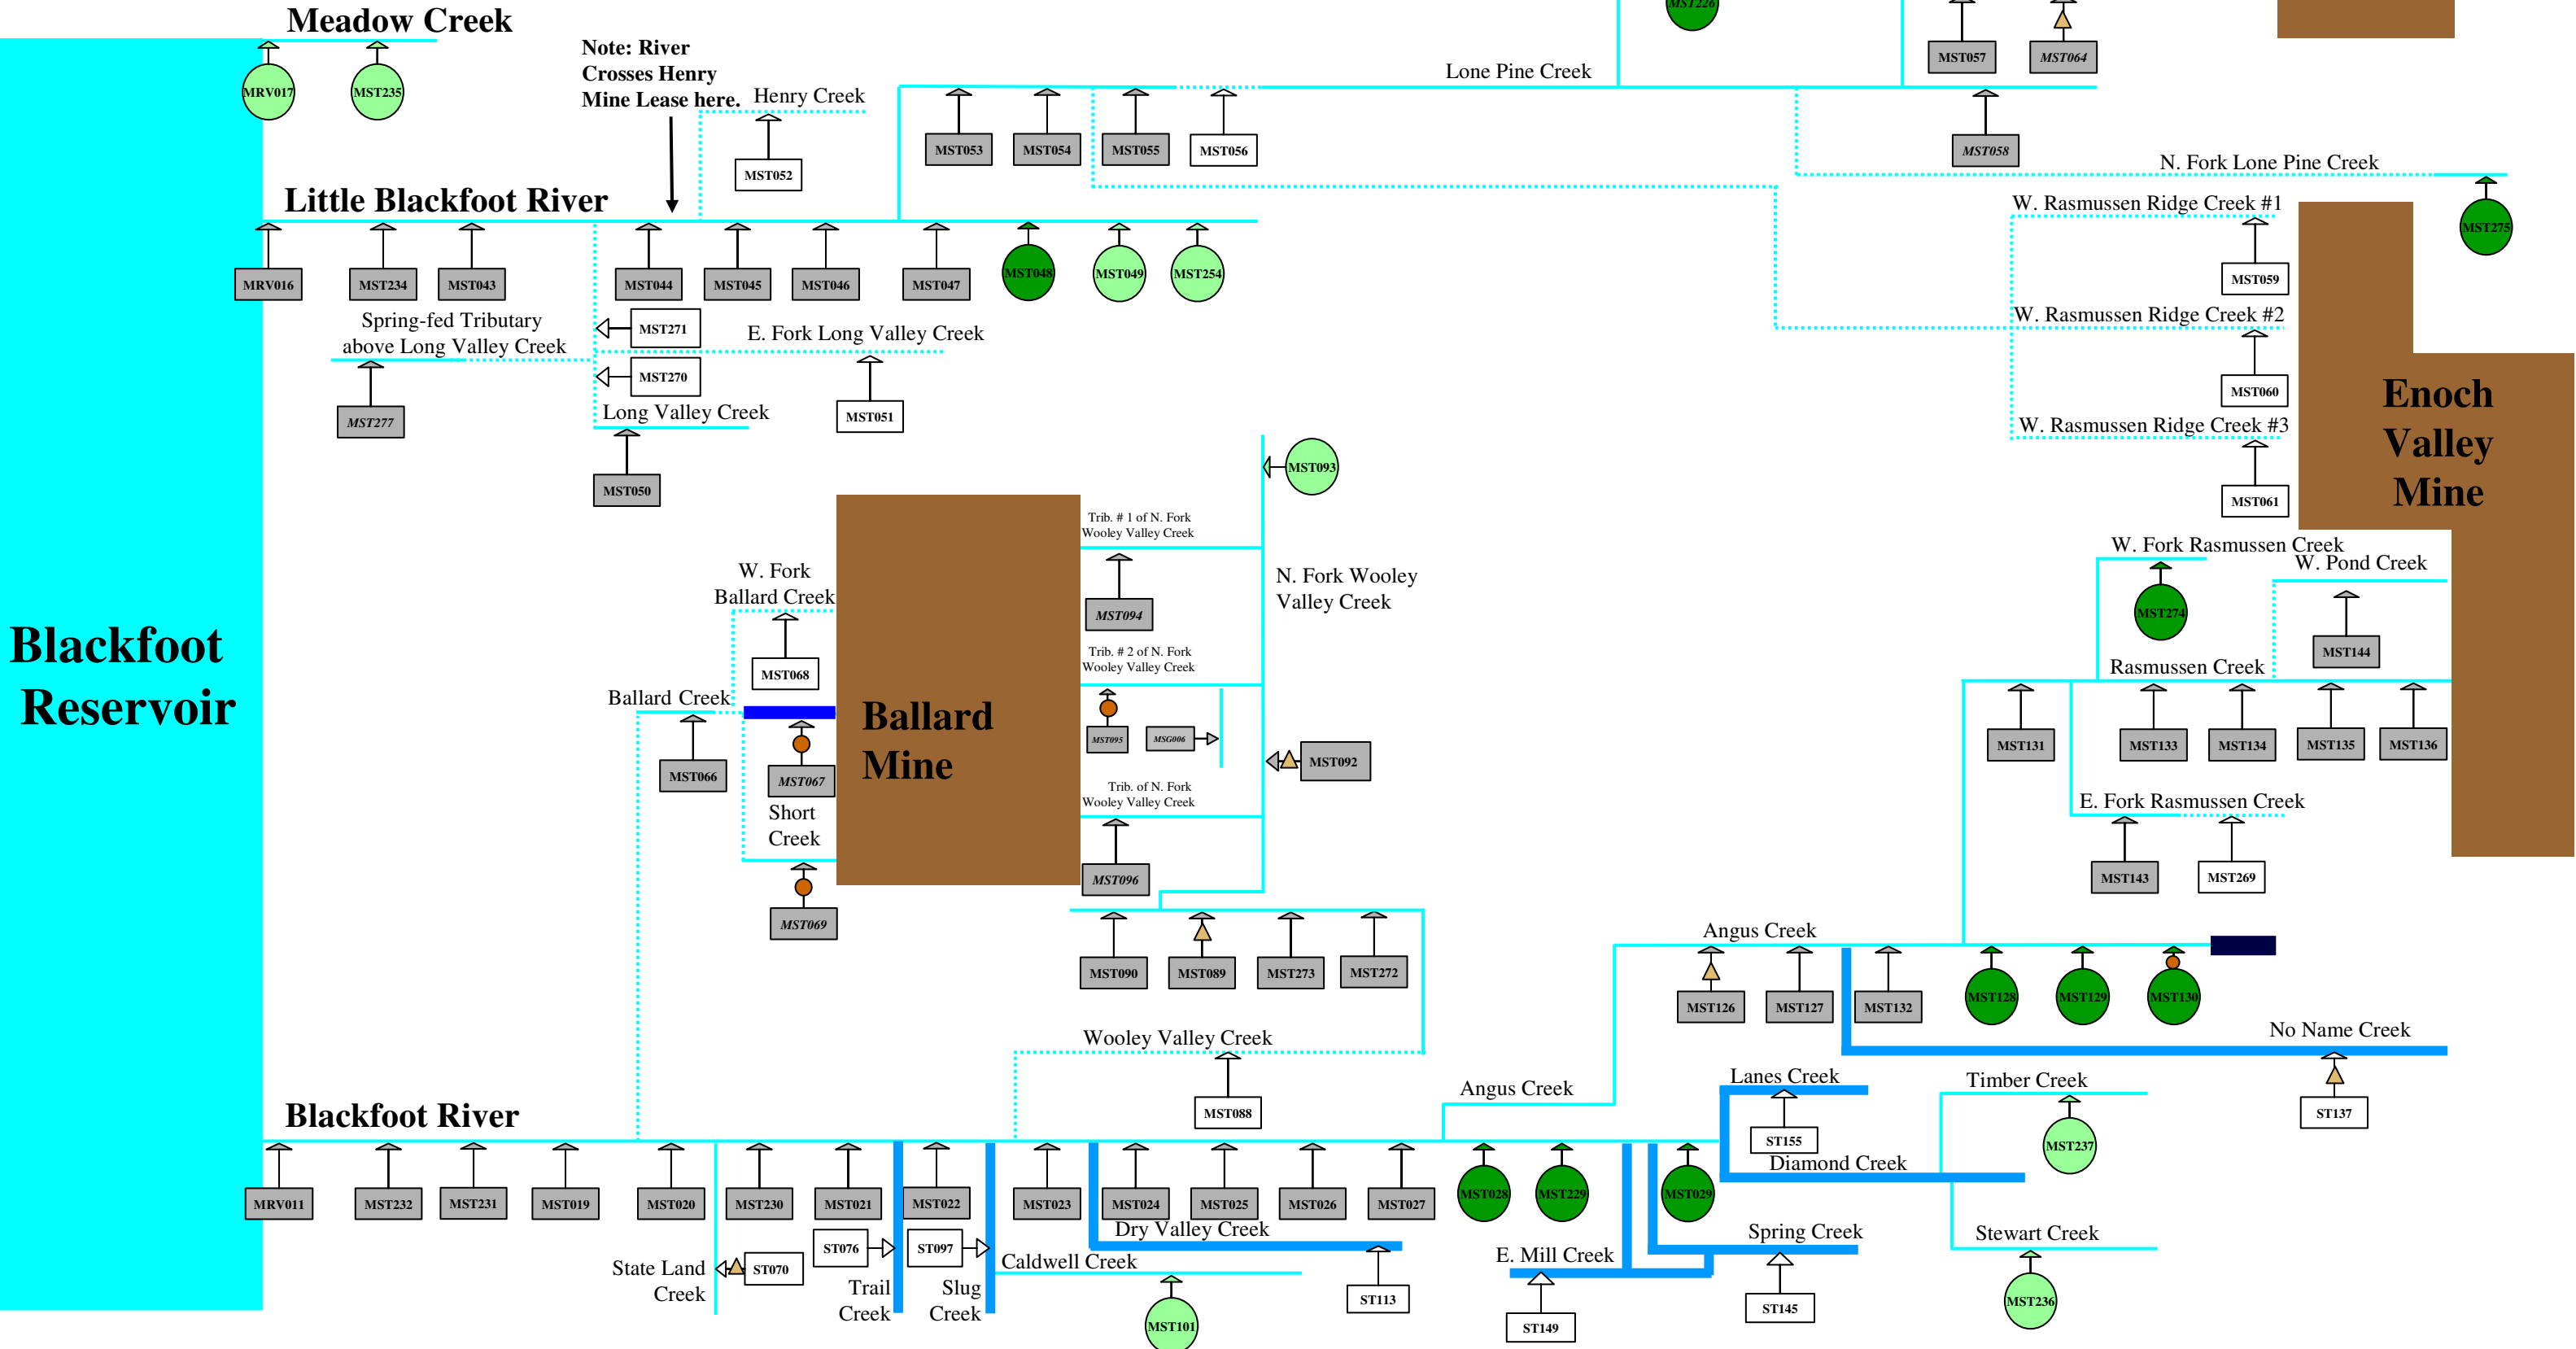 Meadow Creek
MST226
Note: River
Crosses Henry
Mine Lease here.
MRV017
MST235
Henry Creek
Lone Pine Creek
MST057
MST064
MST052
MST053
MST054
MST055
MST056
MST058
N. Fork Lone Pine Creek
Little Blackfoot River
W. Rasmussen Ridge Creek #1
MST275
MRV016
MST234
MST043
MST044
MST045
MST046
MST047
MST048
MST049
MST254
MST059
Spring-fed Tributary
above Long Valley Creek
MST271
E. Fork Long Valley Creek
W. Rasmussen Ridge Creek #2
MST270
MST060
MST277
Long Valley Creek
MST051
W. Rasmussen Ridge Creek #3
Enoch
Valley
Mine
MST050
MST093
MST061
Trib. # 1 of N. Fork
Wooley Valley Creek
W. Fork Rasmussen Creek
W. Pond Creek
W. Fork
Ballard Creek
N. Fork Wooley
Valley Creek
MST094
MST274
MST144
Blackfoot
Reservoir
MST068
Trib. # 2 of N. Fork
Wooley Valley Creek
Rasmussen Creek
Ballard Creek
Ballard
Mine
MST095
MSG006
MST092
MST131
MST133
MST134
MST135
MST136
MST066
MST067
Short
Creek
Trib. of N. Fork
Wooley Valley Creek
E. Fork Rasmussen Creek
MST096
MST143
MST269
MST069
Angus Creek
MST090
MST089
MST273
MST272
MST126
MST127
MST132
MST128
MST129
MST130
No Name Creek
Wooley Valley Creek
MST088
Angus Creek
Lanes Creek
Timber Creek
ST137
Blackfoot River
ST155
MST237
Diamond Creek
MRV011
MST232
MST231
MST019
MST020
MST230
MST021
MST022
MST023
MST024
MST025
MST026
MST027
MST028
MST229
MST029
Dry Valley Creek
Spring Creek
Stewart Creek
ST076
ST097
State Land
Creek
ST070
Caldwell Creek
E. Mill Creek
Trail
Creek
Slug
Creek
MST101
ST113
ST149
ST145
MST236